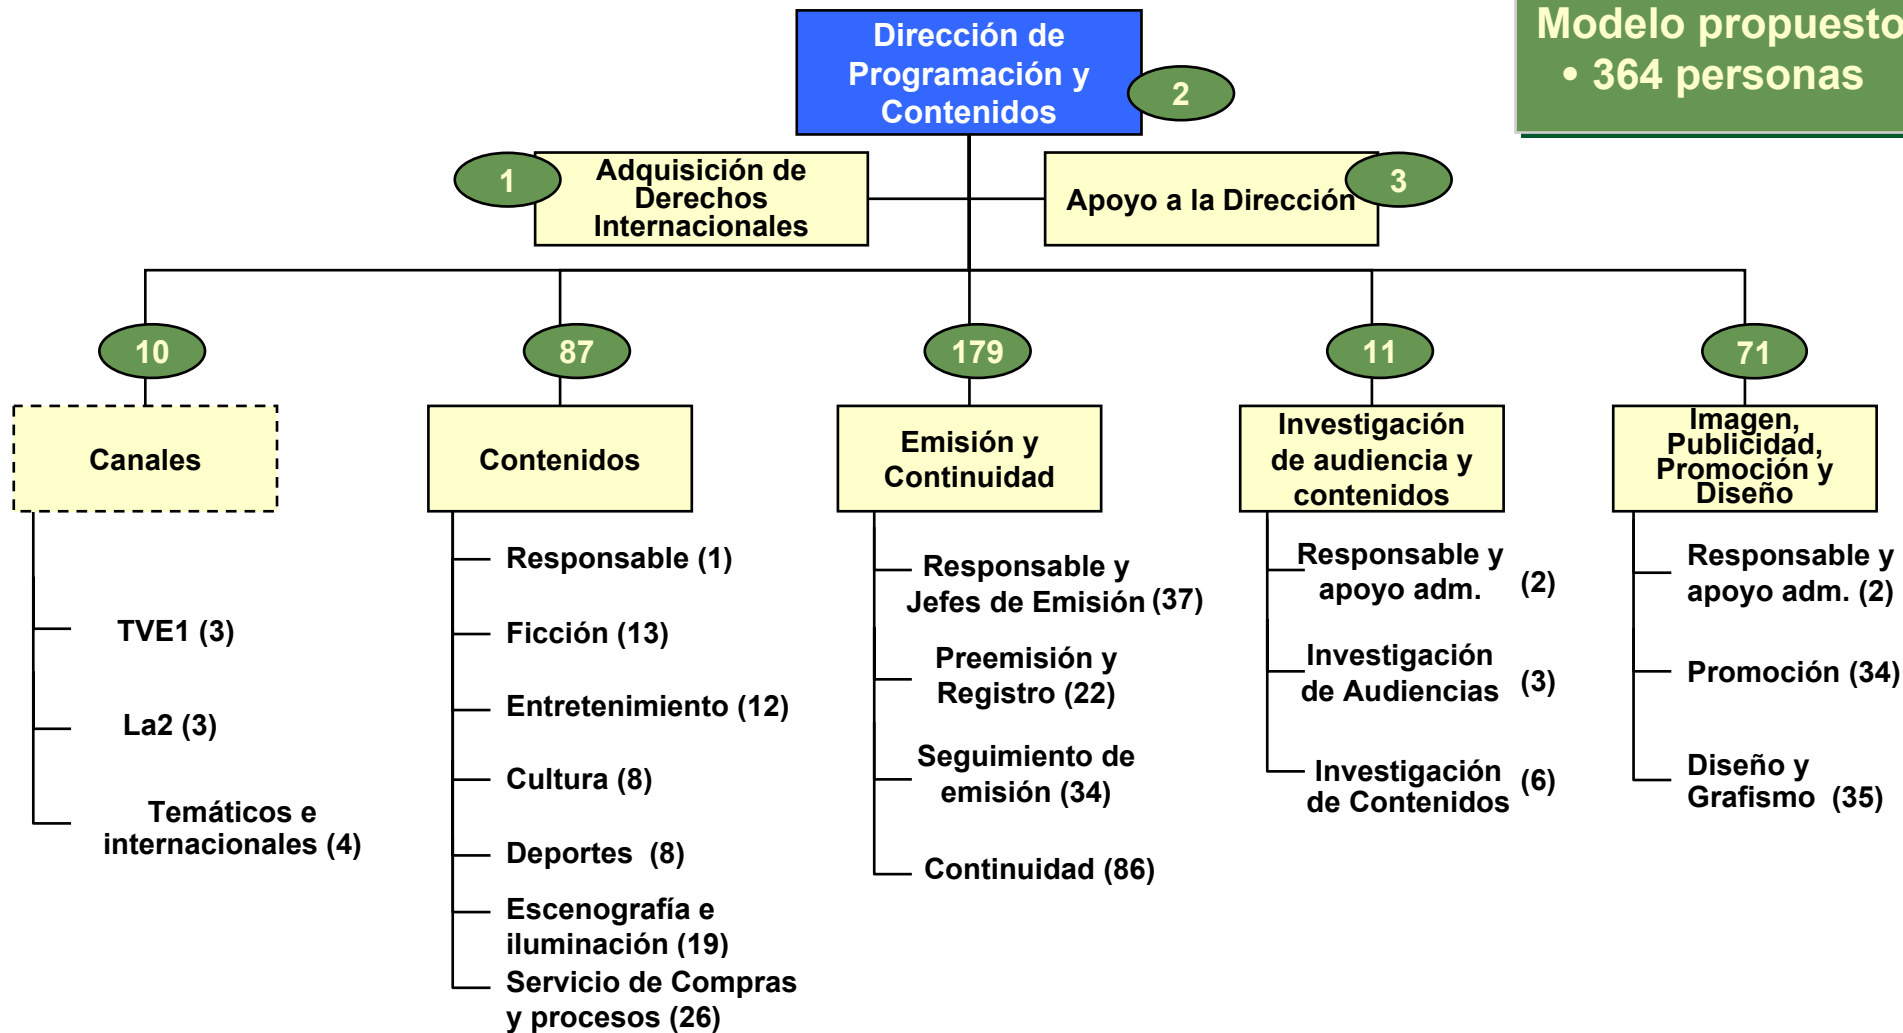 Modelo propuesto
• 364 personas
Dirección de
Programación y
Contenidos
2
1
Adquisición de
Derechos
Internacionales
Apoyo a la Dirección
3
10
87
179
11
71
Canales
TVE1 (3)
La2 (3)
Temáticos e
internacionales (4)
Contenidos
Responsable (1)
Ficción (13)
Entretenimiento (12)
Cultura (8)
Deportes (8)
Escenografía e
iluminación (19)
Servicio de Compras
y procesos (26)
Emisión y
Continuidad
Responsable y
Jefes de Emisión (37)
Preemisión y
Registro (22)
Seguimiento de
emisión (34)
Continuidad (86)
Investigación
de audiencia y
contenidos
Responsable y
apoyo adm. (2)
Investigación
de Audiencias (3)
Investigación
de Contenidos (6)
Imagen,
Publicidad,
Promoción y
Diseño
Responsable y
apoyo adm. (2)
Promoción (34)
Diseño y
Grafismo (35)